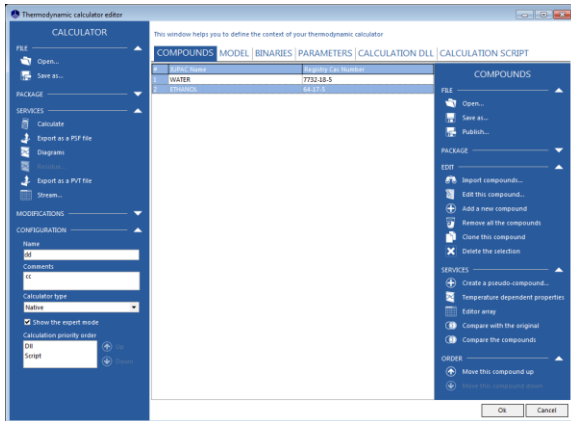 Thermodynamic calculator editor
CALCULATOR
FILE
Open...
Save as...
PACKAGE
SERVICES
Calculate
Export as a PSF file
Diagrams
Residue...
Export as a PVT file
Stream...
MODIFICATIONS
CONFIGURATION
Name
dd
Comments
cc
Calculator type
Native
Show the expert mode
Calculation priority order
Dll
Script
Up
Down
This window helps you to define the context of your thermodynamic calculator
COMPOUNDS MODEL BINARIES PARAMETERS CALCULATION DLL CALCULATION SCRIPT
# IUPAC Name Registry Cas Number
1 WATER 7732-18-5
2 ETHANOL 64-17-5
COMPOUNDS
FILE
Open...
Save as...
Publish...
PACKAGE
EDIT
Import compounds...
Edit this compound...
Add a new compound
Remove all the compounds
Clone this compound
Delete the selection
SERVICES
Create a pseudo-compound...
Temperature dependent properties
Editor array
Compare with the original
Compare the compounds
ORDER
Move this compound up
Move this compound down
Ok Cancel